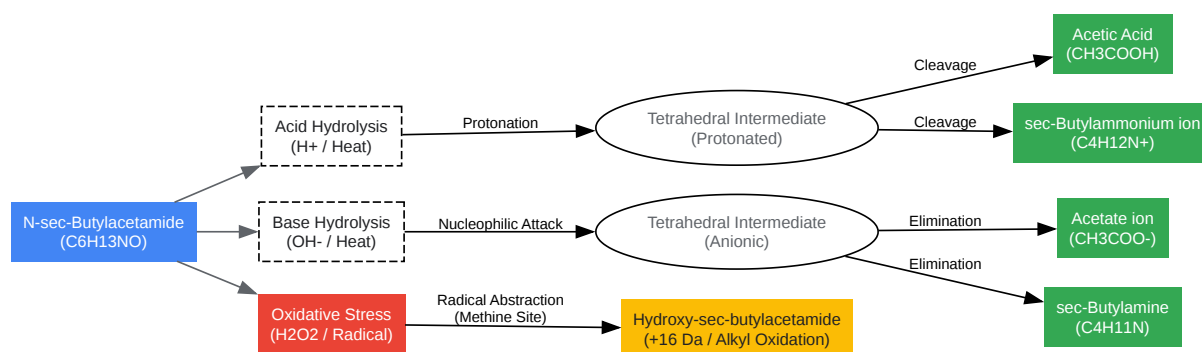 N-sec-Butylacetamide
(C6H13NO)
Acid Hydrolysis
(H+ / Heat)
Protonation
Tetrahedral Intermediate
(Protonated)
Cleavage
Acetic Acid
(CH3COOH)
Cleavage
sec-Butylammonium ion
(C4H12N+)
Base Hydrolysis
(OH- / Heat)
Nucleophilic Attack
Tetrahedral Intermediate
(Anionic)
Elimination
Acetate ion
(CH3COO-)
Elimination
sec-Butylamine
(C4H11N)
Oxidative Stress
(H2O2 / Radical)
Radical Abstraction
(Methine Site)
Hydroxy-sec-butylacetamide
(+16 Da / Alkyl Oxidation)